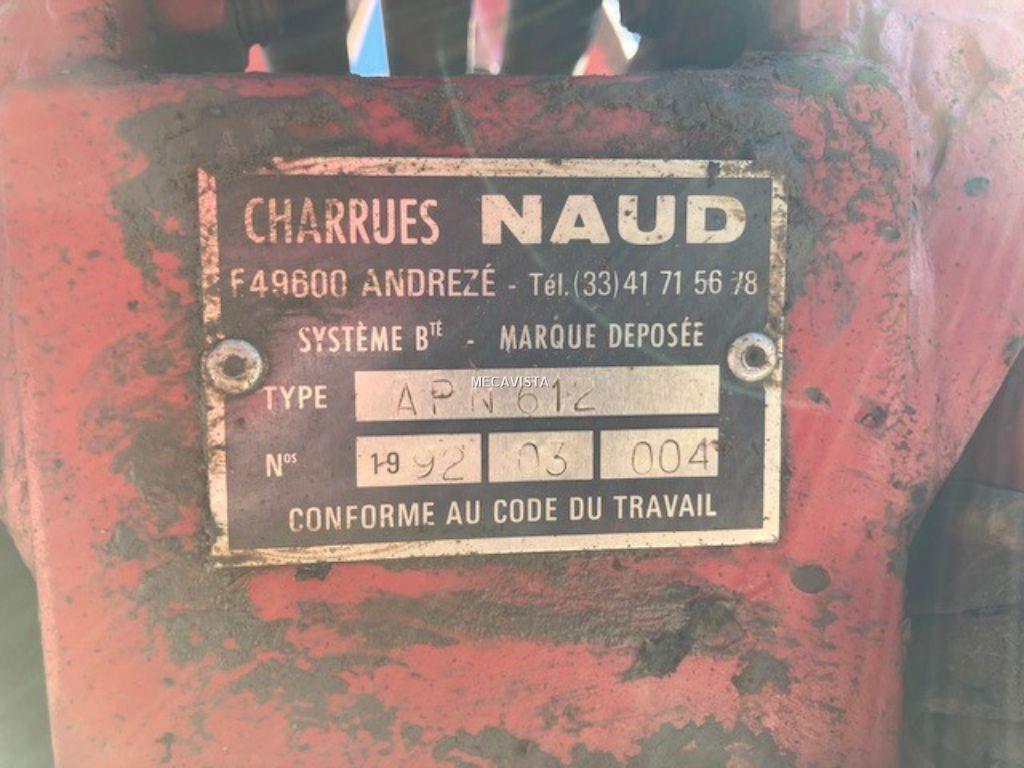 CHARRUES NAUD
F.49600 ANDREZÉ - Tél.(33)41 71 56 78
SYSTÈME BTÉ - MARQUE DEPOSÉE
TYPE APN 612
MECAVISTA
Nos 1992 03 004
CONFORME AU CODE DU TRAVAIL